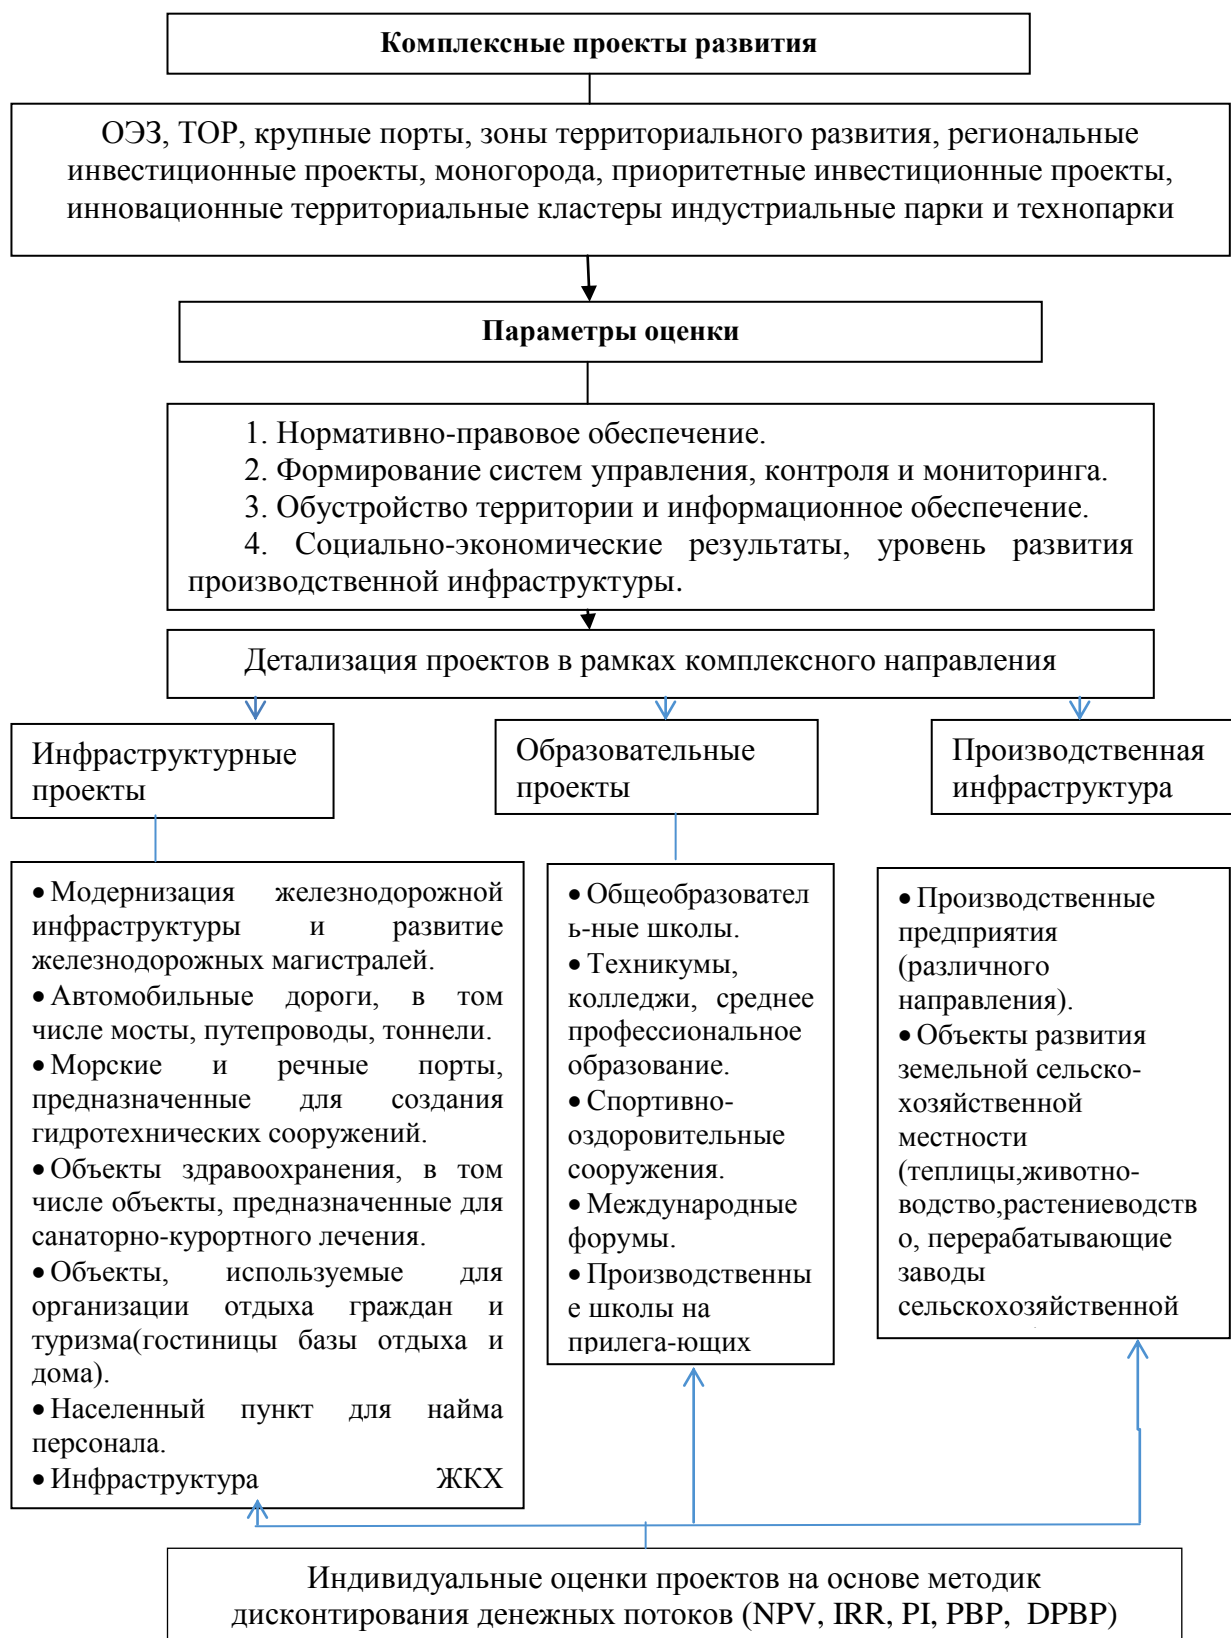 Комплексные проекты развития
ОЭЗ, ТОР, крупные порты, зоны территориального развития, региональные
инвестиционные проекты, моногорода, приоритетные инвестиционные проекты,
инновационные территориальные кластеры индустриальные парки и технопарки
Параметры оценки
1. Нормативно-правовое обеспечение.
2. Формирование систем управления, контроля и мониторинга.
3. Обустройство территории и информационное обеспечение.
4. Социально-экономические результаты, уровень развития
производственной инфраструктуры.
Детализация проектов в рамках комплексного направления
Инфраструктурные
проекты
Образовательные
проекты
Производственная
инфраструктура
• Модернизация железнодорожной
инфраструктуры и развитие
железнодорожных магистралей.
• Автомобильные дороги, в том
числе мосты, путепроводы, тоннели.
• Морские и речные порты,
предназначенные для создания
гидротехнических сооружений.
• Объекты здравоохранения, в том
числе объекты, предназначенные для
санаторно-курортного лечения.
• Объекты, используемые для
организации отдыха граждан и
туризма(гостиницы базы отдыха и
дома).
• Населенный пункт для найма
персонала.
• Инфраструктура ЖКХ
• Общеобразовател
ь-ные школы.
• Техникумы,
колледжи, среднее
профессиональное
образование.
• Спортивно-
оздоровительные
сооружения.
• Международные
форумы.
• Производственны
е школы на
прилега-ющих
• Производственные
предприятия
(различного
направления).
• Объекты развития
земельной сельско-
хозяйственной
местности
(теплицы,животно-
водство,растениеводств
о, перерабатывающие
заводы
сельскохозяйственной
Индивидуальные оценки проектов на основе методик
дисконтирования денежных потоков (NPV, IRR, PI, PBP, DPBP)